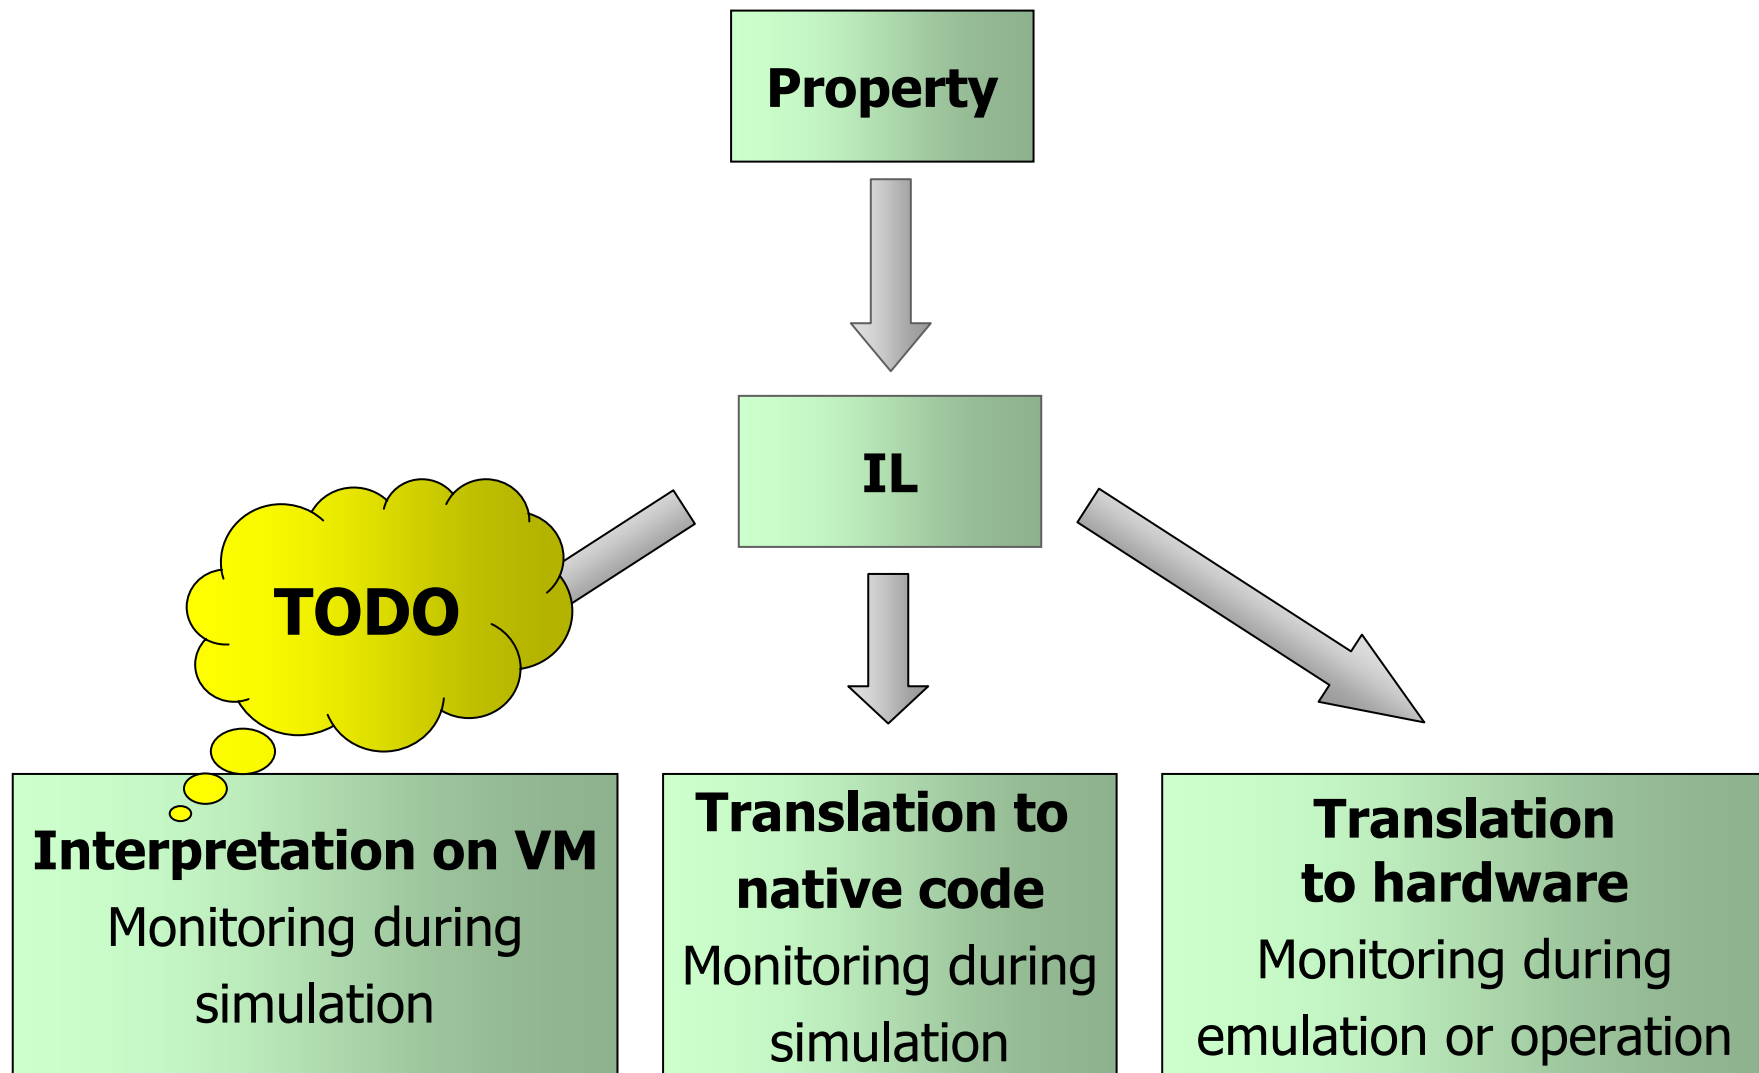 Property
IL
TODO
Interpretation on VM
Monitoring during
simulation
Translation to
native code
Monitoring during
simulation
Translation
to hardware
Monitoring during
emulation or operation